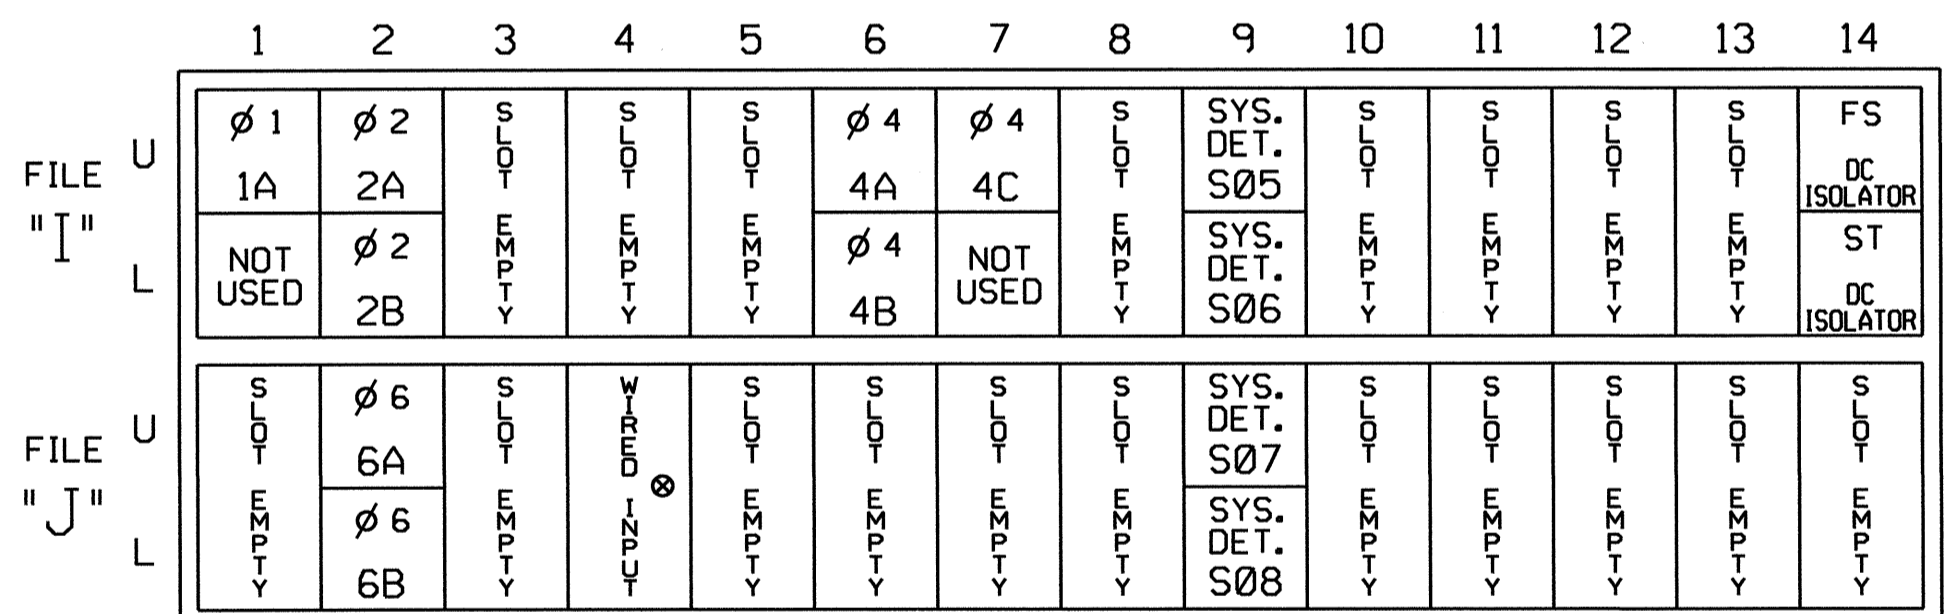 1 2 3 4 5 6 7 8 9 10 11 12 13 14
FILE "I"
U
L
Ø 1
1A
NOT
USED
Ø 2
2A
Ø 2
2B
SLOT EMPTY
SLOT EMPTY
SLOT EMPTY
Ø 4
4A
Ø 4
4B
Ø 4
4C
NOT
USED
SLOT EMPTY
SYS.
DET.
SØ5
SYS.
DET.
SØ6
SLOT EMPTY
SLOT EMPTY
SLOT EMPTY
SLOT EMPTY
FS
DC
ISOLATOR
ST
DC
ISOLATOR
FILE "J"
U
L
SLOT EMPTY
Ø 6
6A
Ø 6
6B
SLOT EMPTY
WIRED INPUT
⊗
SLOT EMPTY
SLOT EMPTY
SLOT EMPTY
SLOT EMPTY
SYS.
DET.
SØ7
SYS.
DET.
SØ8
SLOT EMPTY
SLOT EMPTY
SLOT EMPTY
SLOT EMPTY
SLOT EMPTY